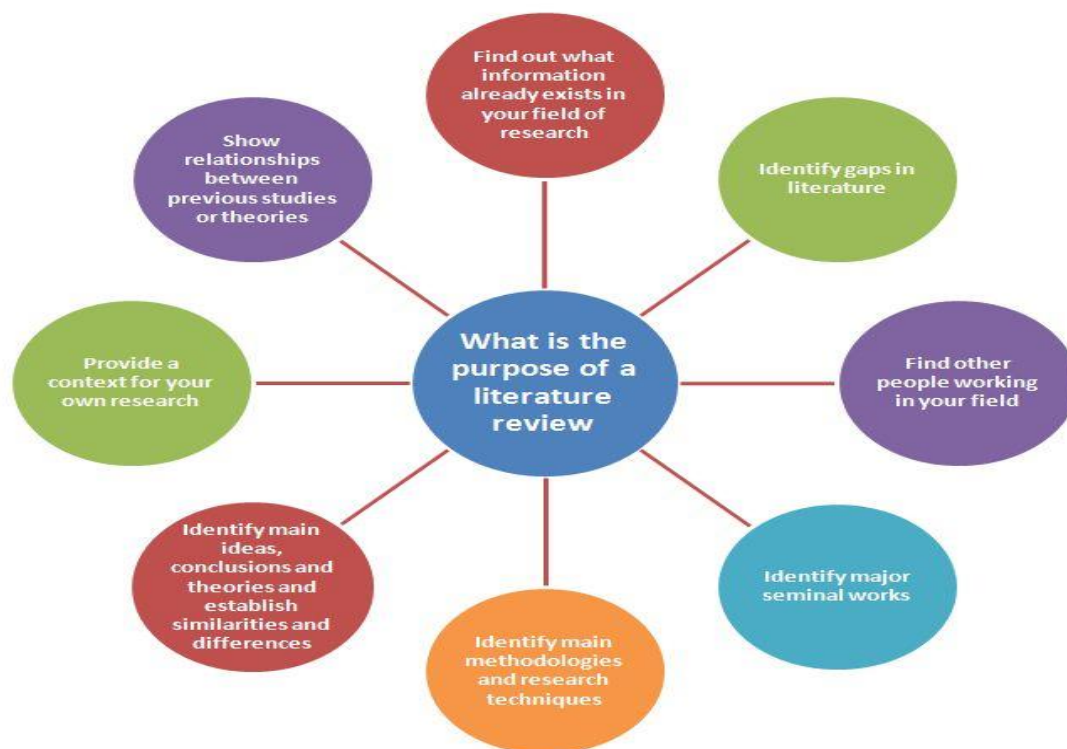 What is the
purpose of a
literature
review
Find out what
information
already exists in
your field of
research
Identify gaps in
literature
Find other
people working
in your field
Identify major
seminal works
Identify main
methodologies
and research
techniques
Identify main
ideas,
conclusions and
theories and
establish
similarities and
differences
Provide a
context for your
own research
Show
relationships
between
previous studies
or theories